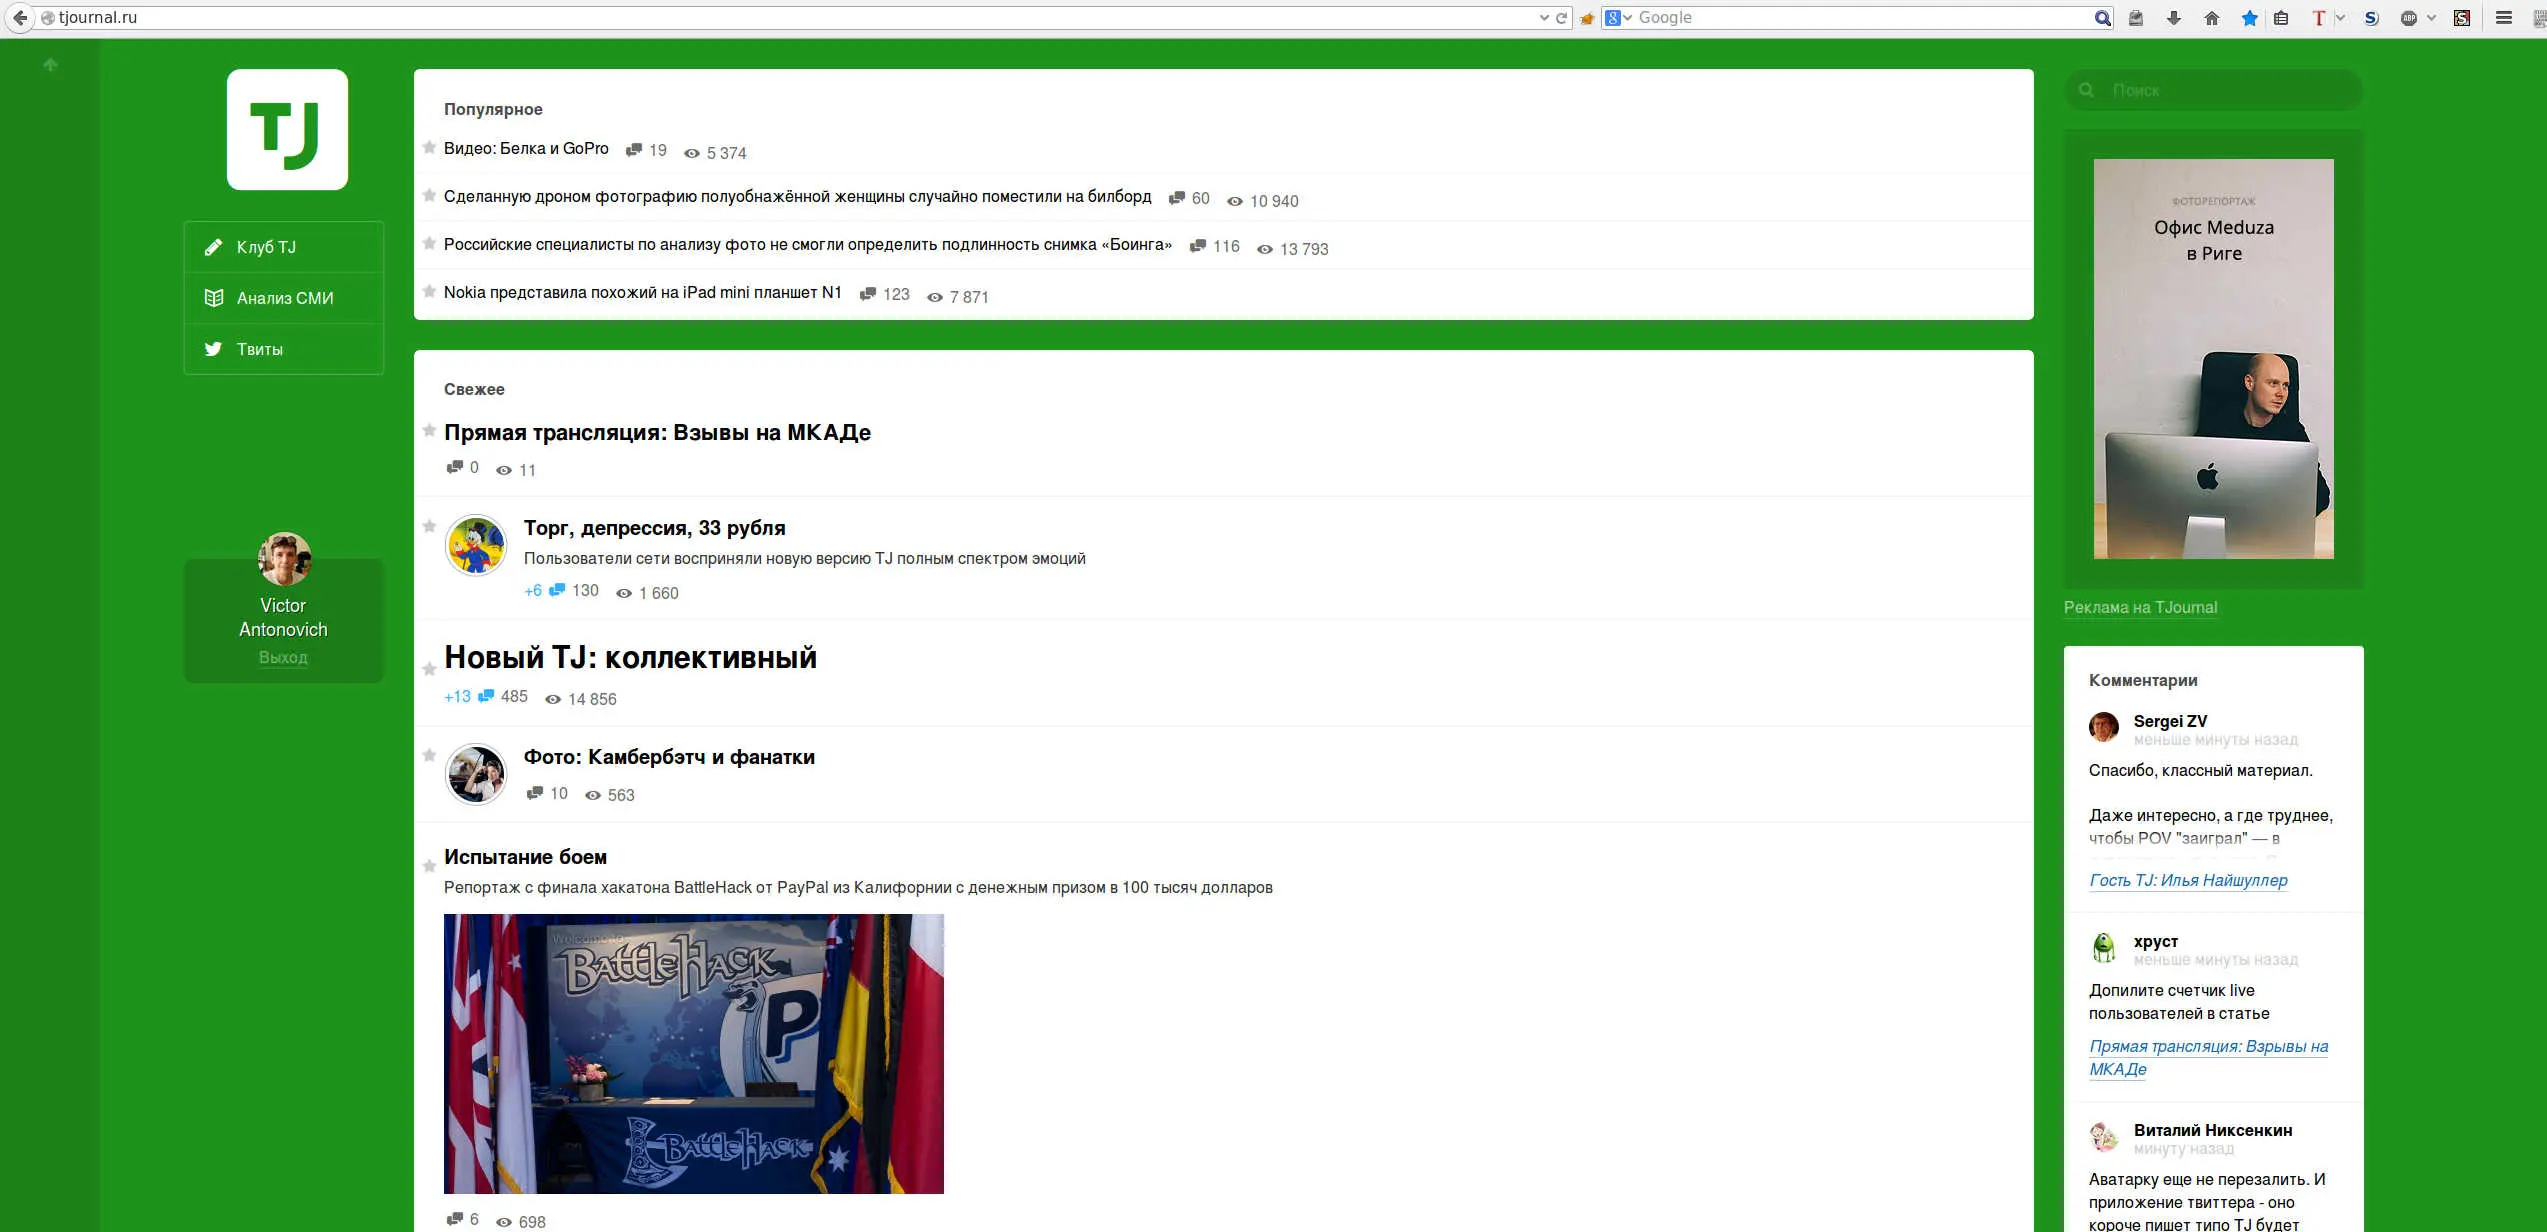 tjournal.ru
Google
TJ
Клуб TJ
Анализ СМИ
Твиты
Victor
Antonovich
Выход
Популярное
Видео: Белка и GoPro 19 5 374
Сделанную дроном фотографию полуобнажённой женщины случайно поместили на билборд 60 10 940
Российские специалисты по анализу фото не смогли определить подлинность снимка «Боинга» 116 13 793
Nokia представила похожий на iPad mini планшет N1 123 7 871
Свежее
Прямая трансляция: Взывы на МКАДе
0 11
Торг, депрессия, 33 рубля
Пользователи сети восприняли новую версию TJ полным спектром эмоций
+6 130 1 660
Новый TJ: коллективный
+13 485 14 856
Фото: Камбербэтч и фанатки
10 563
Испытание боем
Репортаж с финала хакатона BattleHack от PayPal из Калифорнии с денежным призом в 100 тысяч долларов
Welcome to
BattleHack
P
BattleHack
6 698
Поиск
ФОТОРЕПОРТАЖ
Офис Meduza
в Риге
Реклама на TJournal
Комментарии
Sergei ZV
меньше минуты назад
Спасибо, классный материал.
Даже интересно, а где труднее,
чтобы POV "заиграл" — в
Гость TJ: Илья Найшуллер
хруст
меньше минуты назад
Допилите счетчик live
пользователей в статье
Прямая трансляция: Взрывы на
МКАДе
Виталий Никсенкин
минуту назад
Аватарку еще не перезалить. И
приложение твиттера - оно
короче пишет типо TJ будет